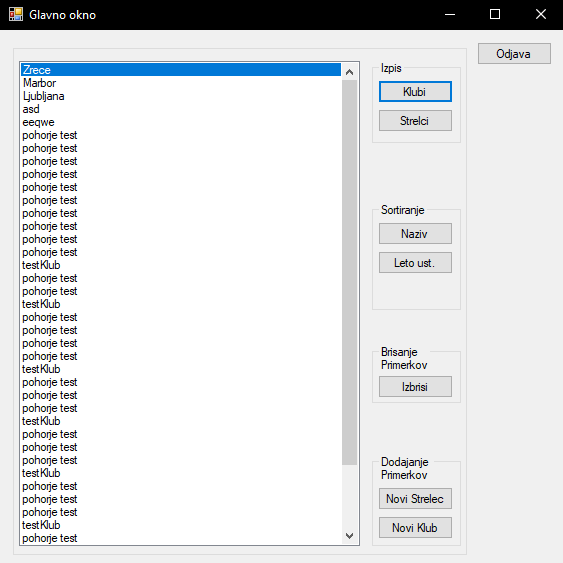 Glavno okno
Zrece
Marbor
Ljubljana
asd
eeqwe
pohorje test
pohorje test
pohorje test
pohorje test
pohorje test
pohorje test
pohorje test
pohorje test
pohorje test
pohorje test
testKlub
pohorje test
pohorje test
testKlub
pohorje test
pohorje test
pohorje test
pohorje test
testKlub
pohorje test
pohorje test
pohorje test
testKlub
pohorje test
pohorje test
pohorje test
testKlub
pohorje test
pohorje test
pohorje test
testKlub
pohorje test
Izpis
Klubi
Strelci
Sortiranje
Naziv
Leto ust.
Brisanje
Primerkov
Izbrisi
Dodajanje
Primerkov
Novi Strelec
Novi Klub
Odjava